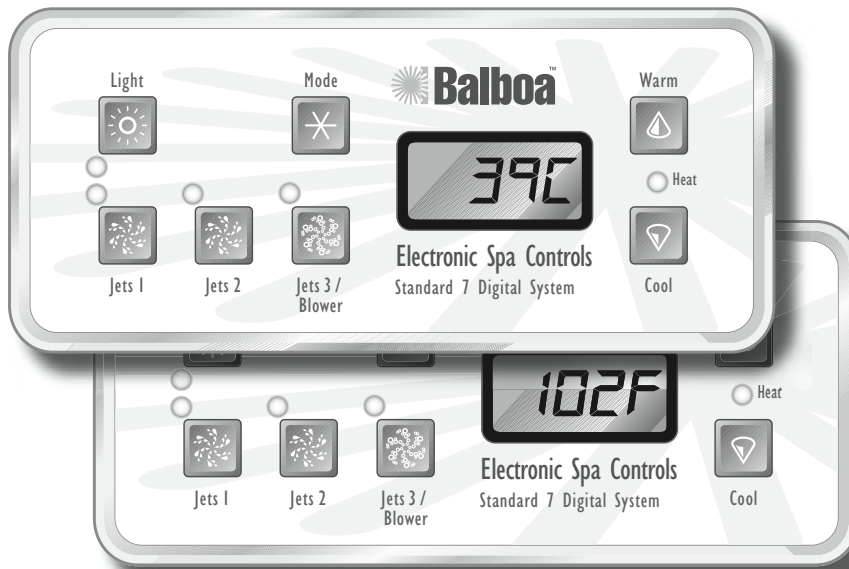 Light
Mode
Balboa™
Warm
39C
Heat
Electronic Spa Controls
Standard 7 Digital System
Jets 1
Jets 2
Jets 3 /
Blower
Cool
102F
Heat
Electronic Spa Controls
Standard 7 Digital System
Jets 1
Jets 2
Jets 3 /
Blower
Cool